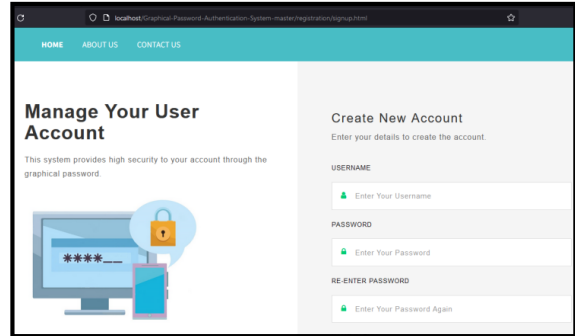 localhost/Graphical-Password-Authentication-System-master/registration/signup.html
HOME ABOUT US CONTACT US
Manage Your User
Account
This system provides high security to your account through the
graphical password.
****__
Create New Account
Enter your details to create the account.
USERNAME
Enter Your Username
PASSWORD
Enter Your Password
RE-ENTER PASSWORD
Enter Your Password Again